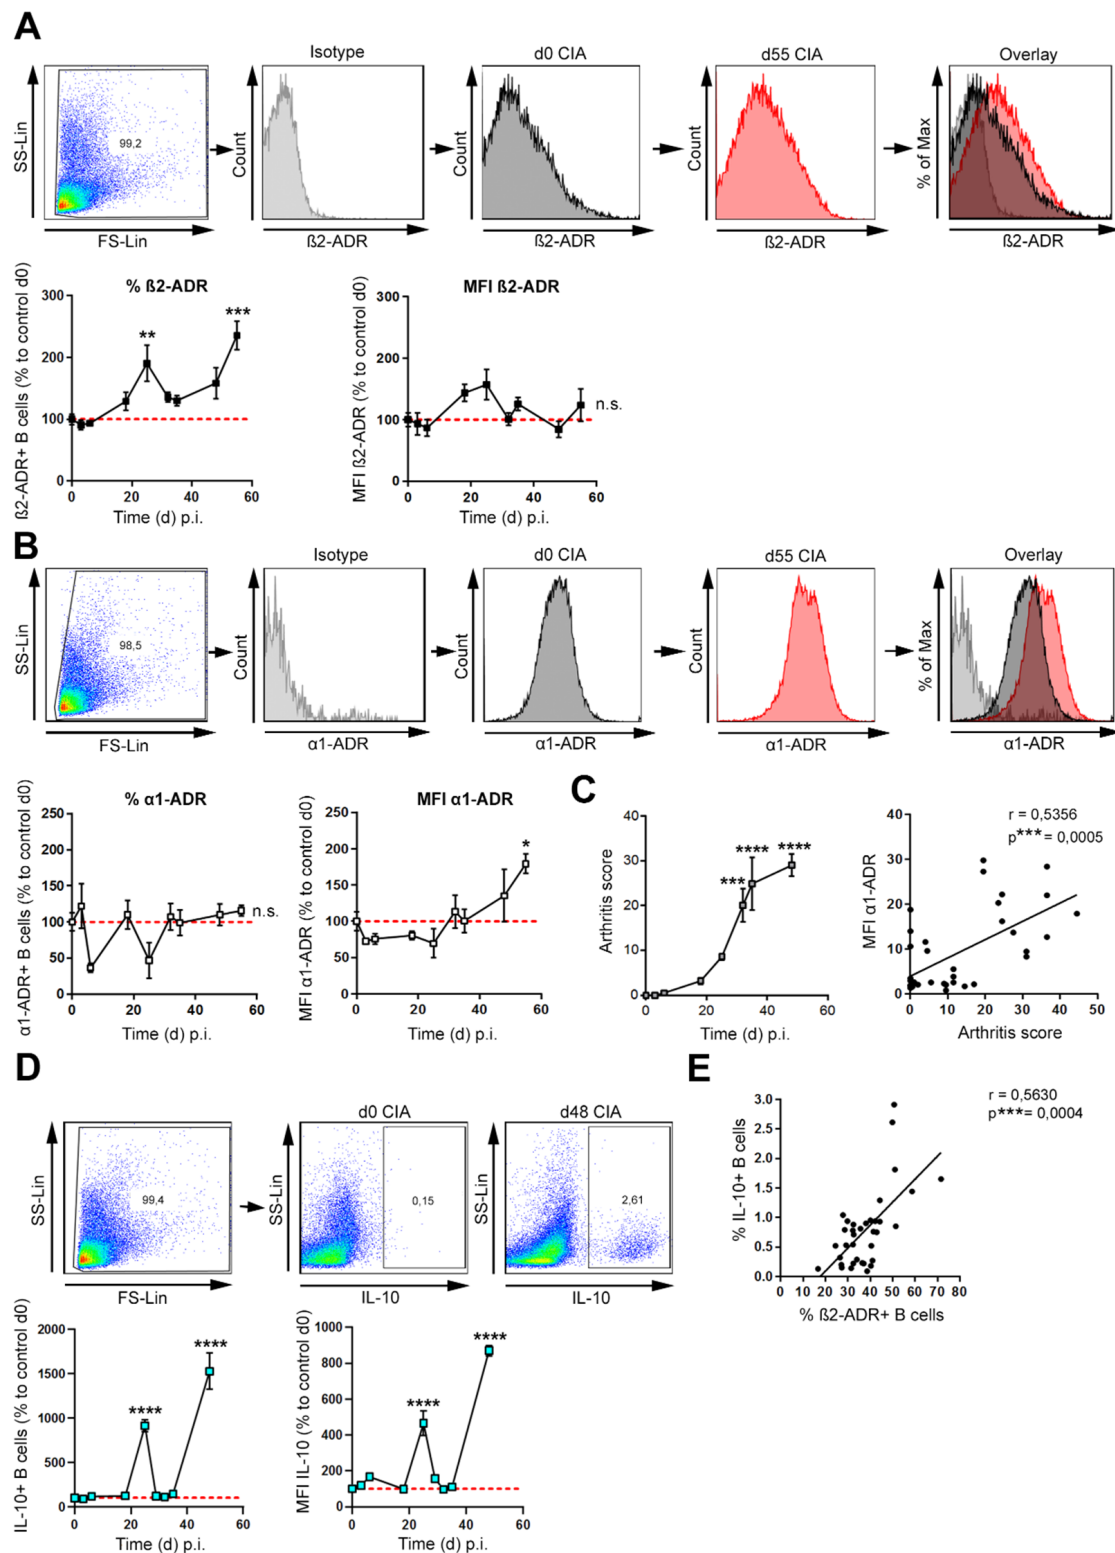 A
Isotype
d0 CIA
d55 CIA
Overlay
SS-Lin
99,2
FS-Lin
Count
ß2-ADR
Count
ß2-ADR
Count
ß2-ADR
% of Max
ß2-ADR
% ß2-ADR
ß2-ADR+ B cells (% to control d0)
300
200
100
0
**
***
0 20 40 60
Time (d) p.i.
MFI ß2-ADR
MFI ß2-ADR (% to control d0)
300
200
100
0
n.s.
0 20 40 60
Time (d) p.i.
B
Isotype
d0 CIA
d55 CIA
Overlay
SS-Lin
98,5
FS-Lin
Count
α1-ADR
Count
α1-ADR
Count
α1-ADR
% of Max
α1-ADR
% α1-ADR
α1-ADR+ B cells (% to control d0)
250
200
150
100
50
0
n.s.
0 20 40 60
Time (d) p.i.
MFI α1-ADR
MFI α1-ADR (% to control d0)
250
200
150
100
50
0
*
0 20 40 60
Time (d) p.i.
C
Arthritis score
40
30
20
10
0
***
****
****
0 20 40 60
Time (d) p.i.
r = 0,5356
p***= 0,0005
MFI α1-ADR
40
30
20
10
0
0 10 20 30 40 50
Arthritis score
D
d0 CIA
d48 CIA
SS-Lin
99,4
FS-Lin
SS-Lin
0,15
IL-10
SS-Lin
2,61
IL-10
IL-10+ B cells (% to control d0)
2000
1500
1000
500
0
****
****
0 20 40 60
Time (d) p.i.
MFI IL-10 (% to control d0)
1000
800
600
400
200
0
****
****
0 20 40 60
Time (d) p.i.
E
r = 0,5630
p***= 0,0004
% IL-10+ B cells
3.0
2.5
2.0
1.5
1.0
0.5
0.0
0 10 20 30 40 50 60 70 80
% ß2-ADR+ B cells